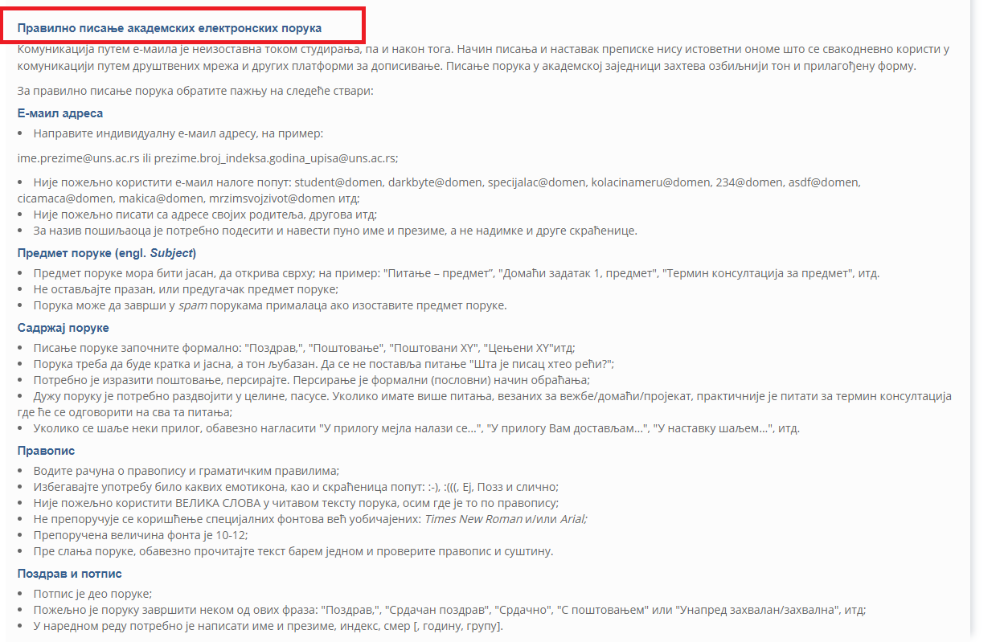 Правилно писање академских електронских порука
Комуникација путем е-маила је неизоставна током студирања, па и након тога. Начин писања и наставак преписке нису истоветни ономе што се свакодневно користи у
комуникацији путем друштвених мрежа и других платформи за дописивање. Писање порука у академској заједници захтева озбиљнији тон и прилагођену форму.
За правилно писање порука обратите пажњу на следеће ствари:
Е-маил адреса
• Направите индивидуалну е-маил адресу, на пример:
ime.prezime@uns.ac.rs ili prezime.broj_indeksa.godina_upisa@uns.ac.rs;
• Није пожељно користити е-маил налоге попут: student@domen, darkbyte@domen, specijalac@domen, kolacinameru@domen, 234@domen, asdf@domen,
cicamaca@domen, makica@domen, mrzimsvojzivot@domen итд;
• Није пожељно писати са адресе својих родитеља, другова итд;
• За назив пошиљаоца је потребно подесити и навести пуно име и презиме, а не надимке и друге скраћенице.
Предмет поруке (engl. Subject)
• Предмет поруке мора бити јасан, да открива сврху; на пример: "Питање – предмет”, "Домаћи задатак 1, предмет", "Термин консултација за предмет", итд.
• Не остављајте празан, или предугачак предмет поруке;
• Порука може да заврши у spam порукама прималаца ако изоставите предмет поруке.
Садржај поруке
• Писање поруке започните формално: "Поздрав,", "Поштовање", "Поштовани XY", "Цењени XY"итд;
• Порука треба да буде кратка и јасна, а тон љубазан. Да се не поставља питање "Шта је писац хтео рећи?";
• Потребно је изразити поштовање, персирајте. Персирање је формални (пословни) начин обраћања;
• Дужу поруку је потребно раздвојити у целине, пасусе. Уколико имате више питања, везаних за вежбе/домаћи/пројекат, практичније је питати за термин консултација
где ће се одговорити на сва та питања;
• Уколико се шаље неки прилог, обавезно нагласити "У прилогу мејла налази се...", "У прилогу Вам достављам...", "У наставку шаљем...", итд.
Правопис
• Водите рачуна о правопису и граматичким правилима;
• Избегавајте употребу било каквих емотикона, као и скраћеница попут: :-), :(((, Еј, Позз и слично;
• Није пожељно користити ВЕЛИКА СЛОВА у читавом тексту порука, осим где је то по правопису;
• Не препоручује се коришћење специјалних фонтова већ уобичајених: Times New Roman и/или Arial;
• Препоручена величина фонта је 10-12;
• Пре слања поруке, обавезно прочитајте текст барем једном и проверите правопис и суштину.
Поздрав и потпис
• Потпис је део поруке;
• Пожељно је поруку завршити неком од ових фраза: "Поздрав,", "Срдачан поздрав", "Срдачно", "С поштовањем" или "Унапред захвалан/захвална", итд;
• У наредном реду потребно је написати име и презиме, индекс, смер [, годину, групу].